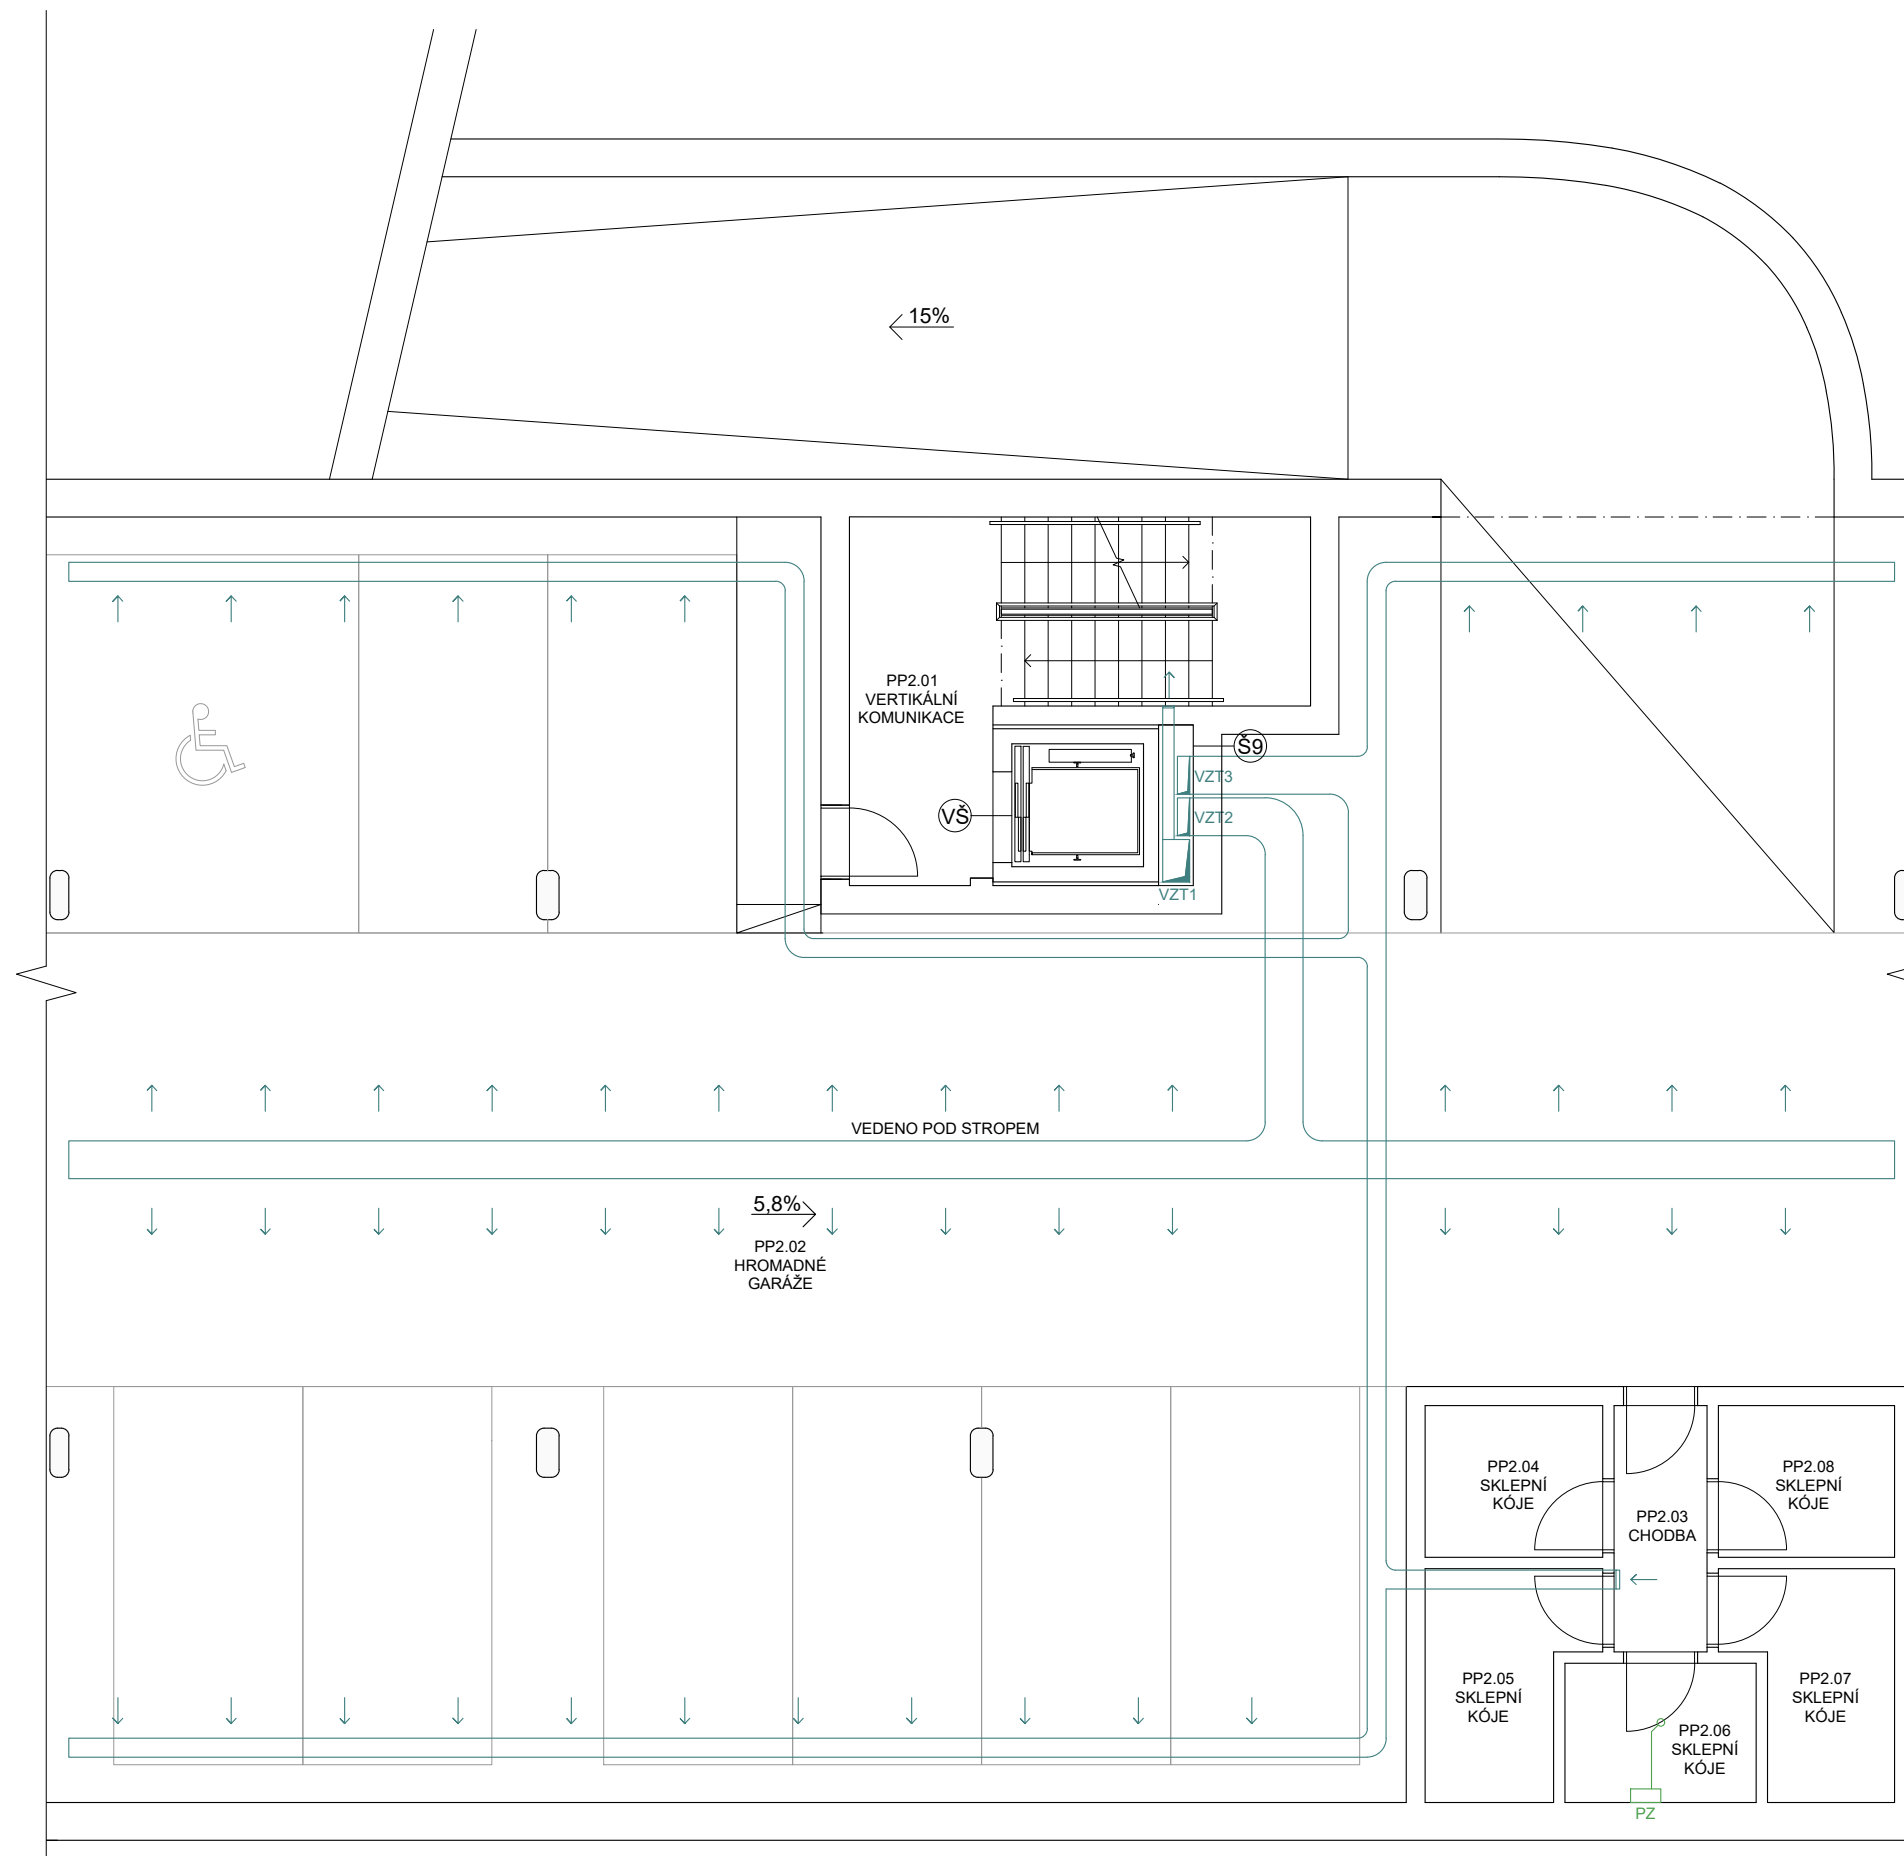 15%
PP2.01
VERTIKÁLNÍ
KOMUNIKACE
Š9
VZT3
VŠ
VZT2
VZT1
VEDENO POD STROPEM
5,8%
PP2.02
HROMADNÉ
GARÁŽE
PP2.04
SKLEPNÍ
KÓJE
PP2.08
SKLEPNÍ
KÓJE
PP2.03
CHODBA
PP2.05
SKLEPNÍ
KÓJE
PP2.07
SKLEPNÍ
KÓJE
PP2.06
SKLEPNÍ
KÓJE
PZ